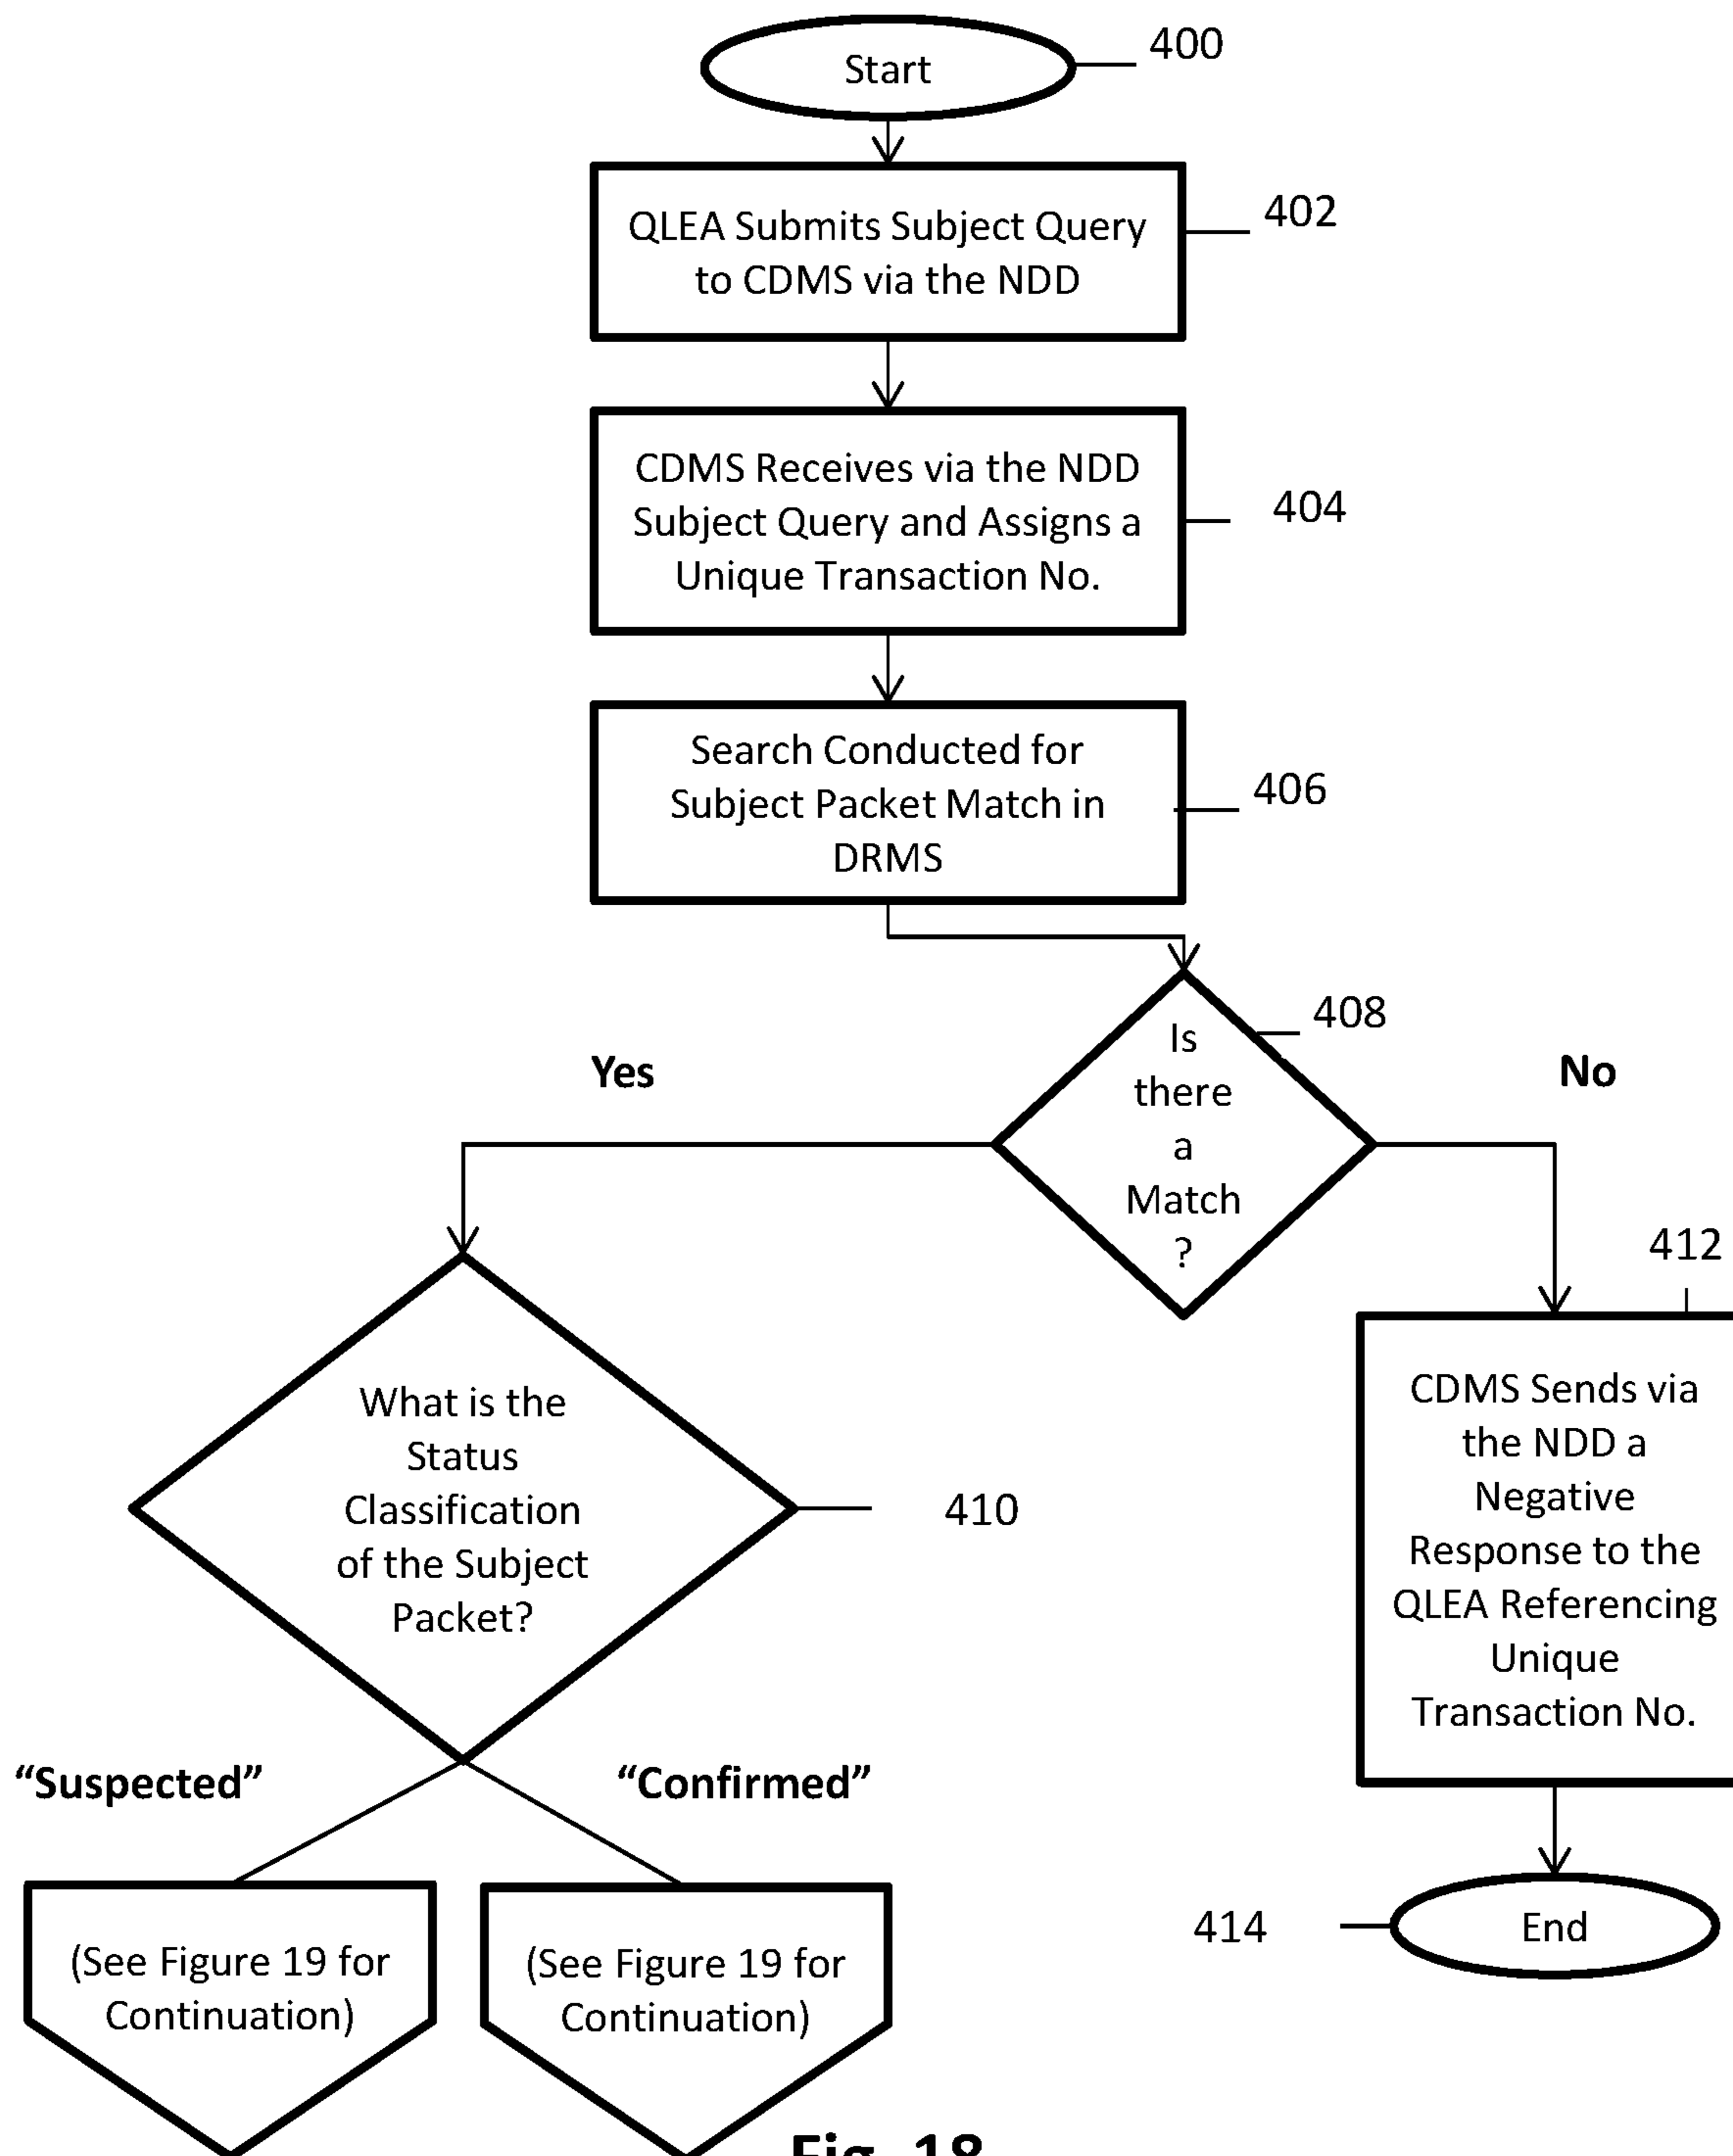 Start
400
QLEA Submits Subject Query
to CDMS via the NDD
402
CDMS Receives via the NDD
Subject Query and Assigns a
Unique Transaction No.
404
Search Conducted for
Subject Packet Match in
DRMS
406
Is
there
a
Match
?
408
Yes
No
412
What is the
Status
Classification
of the Subject
Packet?
410
CDMS Sends via
the NDD a
Negative
Response to the
QLEA Referencing
Unique
Transaction No.
“Suspected”
“Confirmed”
(See Figure 19 for
Continuation)
(See Figure 19 for
Continuation)
414
End
Fig. 18